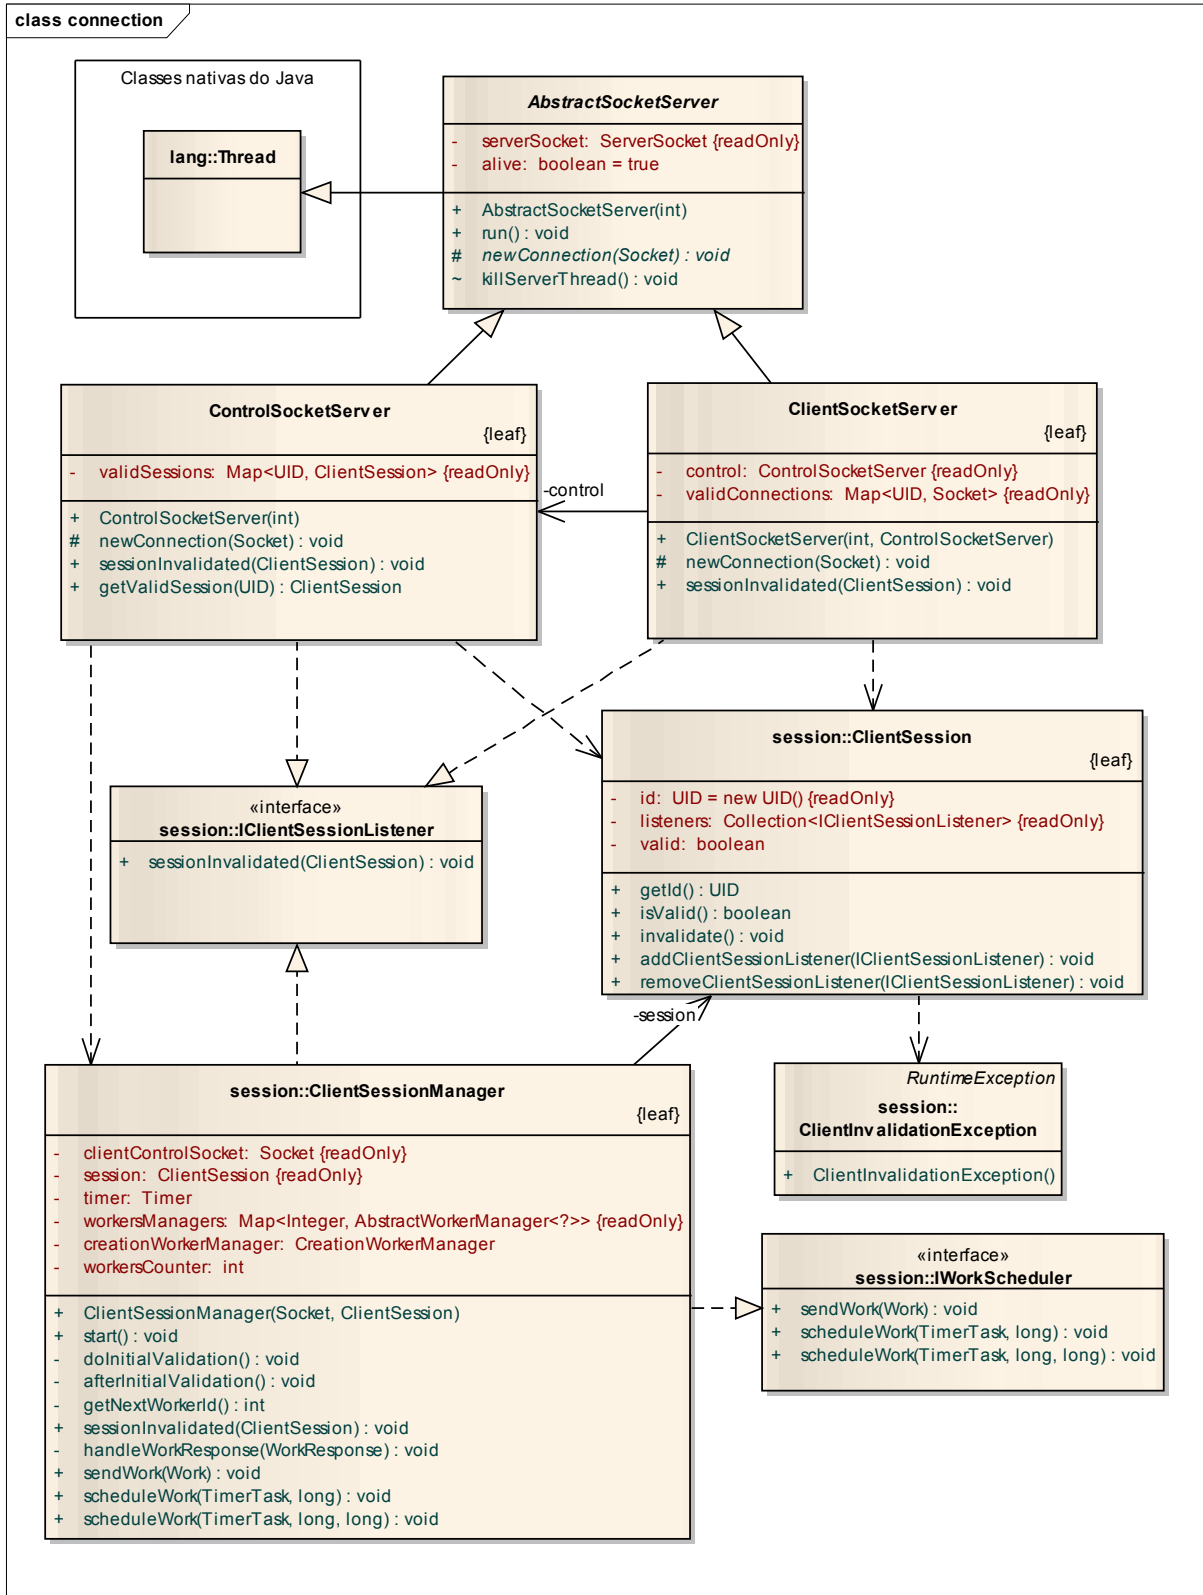 class connection
Classes nativas do Java
lang::Thread
AbstractSocketServer
- serverSocket: ServerSocket {readOnly}
- alive: boolean = true
+ AbstractSocketServer(int)
+ run() : void
# newConnection(Socket) : void
~ killServerThread() : void
ControlSocketServer
{leaf}
- validSessions: Map<UID, ClientSession> {readOnly}
+ ControlSocketServer(int)
# newConnection(Socket) : void
+ sessionInvalidated(ClientSession) : void
+ getValidSession(UID) : ClientSession
-control
ClientSocketServer
{leaf}
- control: ControlSocketServer {readOnly}
- validConnections: Map<UID, Socket> {readOnly}
+ ClientSocketServer(int, ControlSocketServer)
# newConnection(Socket) : void
+ sessionInvalidated(ClientSession) : void
«interface»
session::IClientSessionListener
+ sessionInvalidated(ClientSession) : void
session::ClientSession
{leaf}
- id: UID = new UID() {readOnly}
- listeners: Collection<IClientSessionListener> {readOnly}
- valid: boolean
+ getId() : UID
+ isValid() : boolean
+ invalidate() : void
+ addClientSessionListener(IClientSessionListener) : void
+ removeClientSessionListener(IClientSessionListener) : void
-session
session::ClientSessionManager
{leaf}
- clientControlSocket: Socket {readOnly}
- session: ClientSession {readOnly}
- timer: Timer
- workersManagers: Map<Integer, AbstractWorkerManager<?>> {readOnly}
- creationWorkerManager: CreationWorkerManager
- workersCounter: int
+ ClientSessionManager(Socket, ClientSession)
+ start() : void
- doInitialValidation() : void
- afterInitialValidation() : void
- getNextWorkerId() : int
+ sessionInvalidated(ClientSession) : void
- handleWorkResponse(WorkResponse) : void
+ sendWork(Work) : void
+ scheduleWork(TimerTask, long) : void
+ scheduleWork(TimerTask, long, long) : void
RuntimeException
session::
ClientInvalidationException
+ ClientInvalidationException()
«interface»
session::IWorkScheduler
+ sendWork(Work) : void
+ scheduleWork(TimerTask, long) : void
+ scheduleWork(TimerTask, long, long) : void